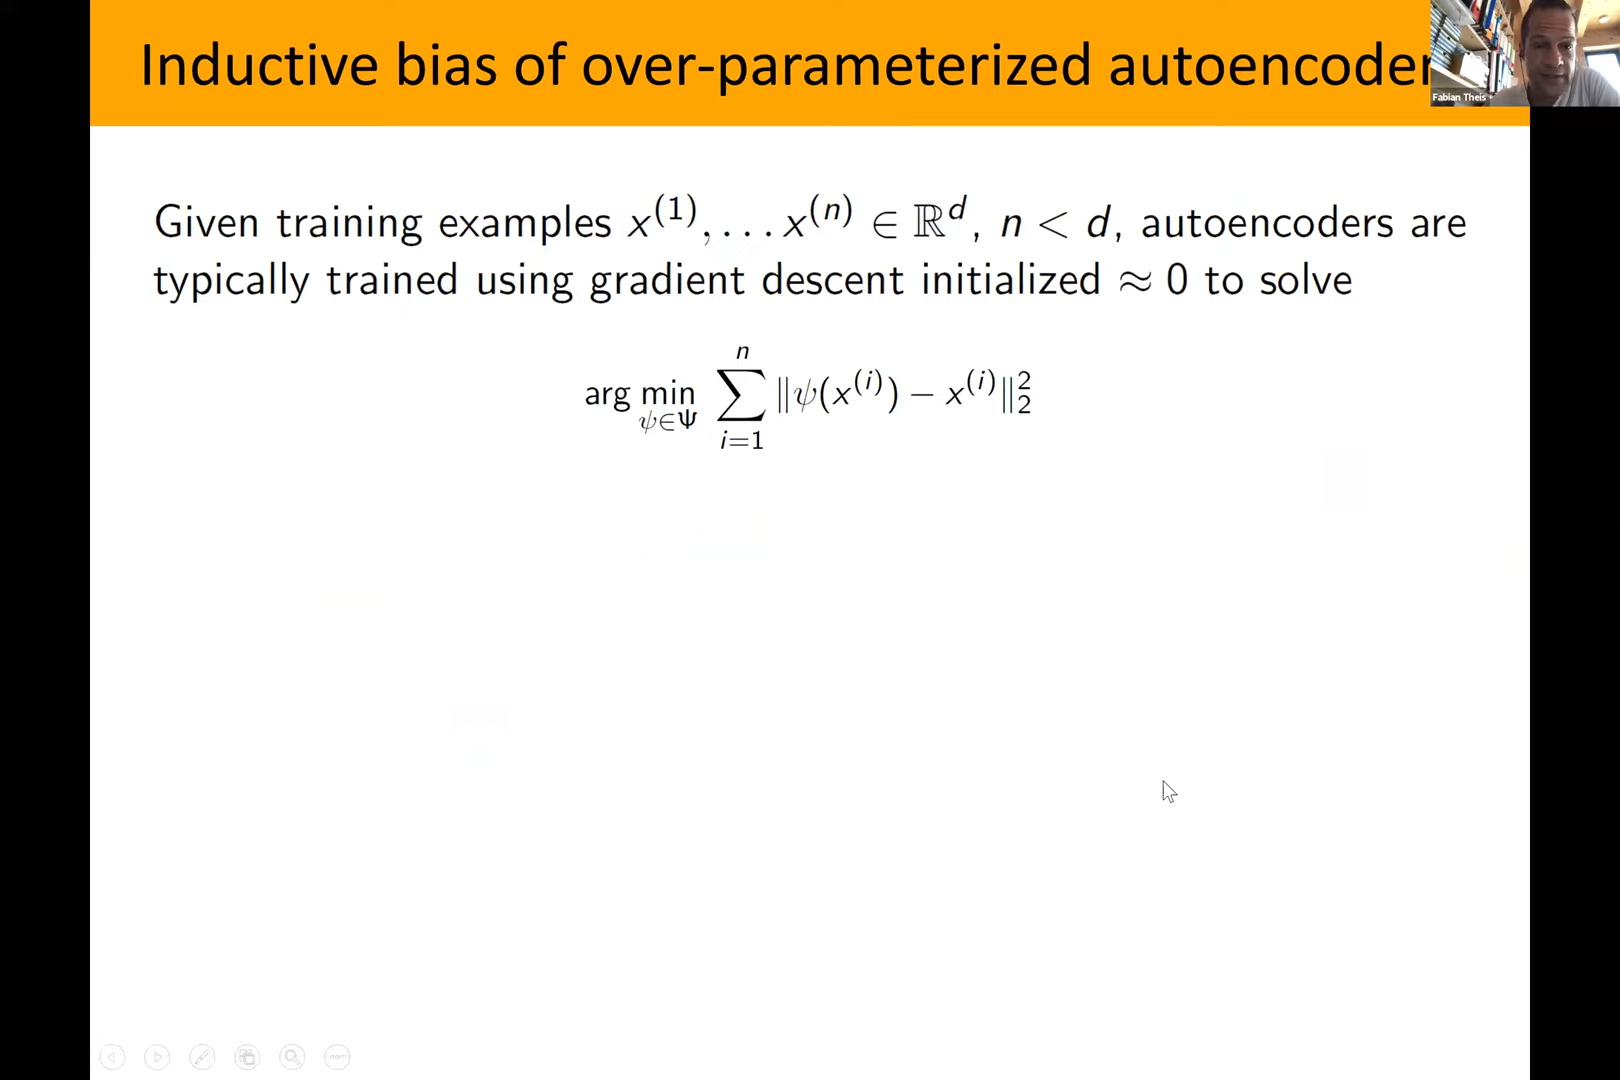 Inductive bias of over-parameterized autoencoder
Fabian Theis
Given training examples x^{(1)}, ... x^{(n)} ∈ ℝ^d, n < d, autoencoders are
typically trained using gradient descent initialized ≈ 0 to solve
arg min_{ψ∈Ψ} ∑_{i=1}^{n} ‖ψ(x^{(i)}) − x^{(i)}‖_2^2